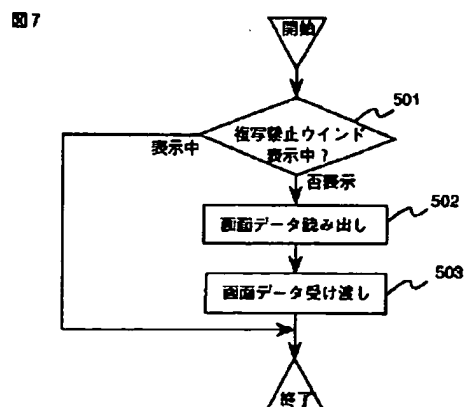 図7
開始
501
複写禁止ウインド
表示中?
表示中
否表示
502
画面データ読み出し
503
画面データ受け渡し
終了